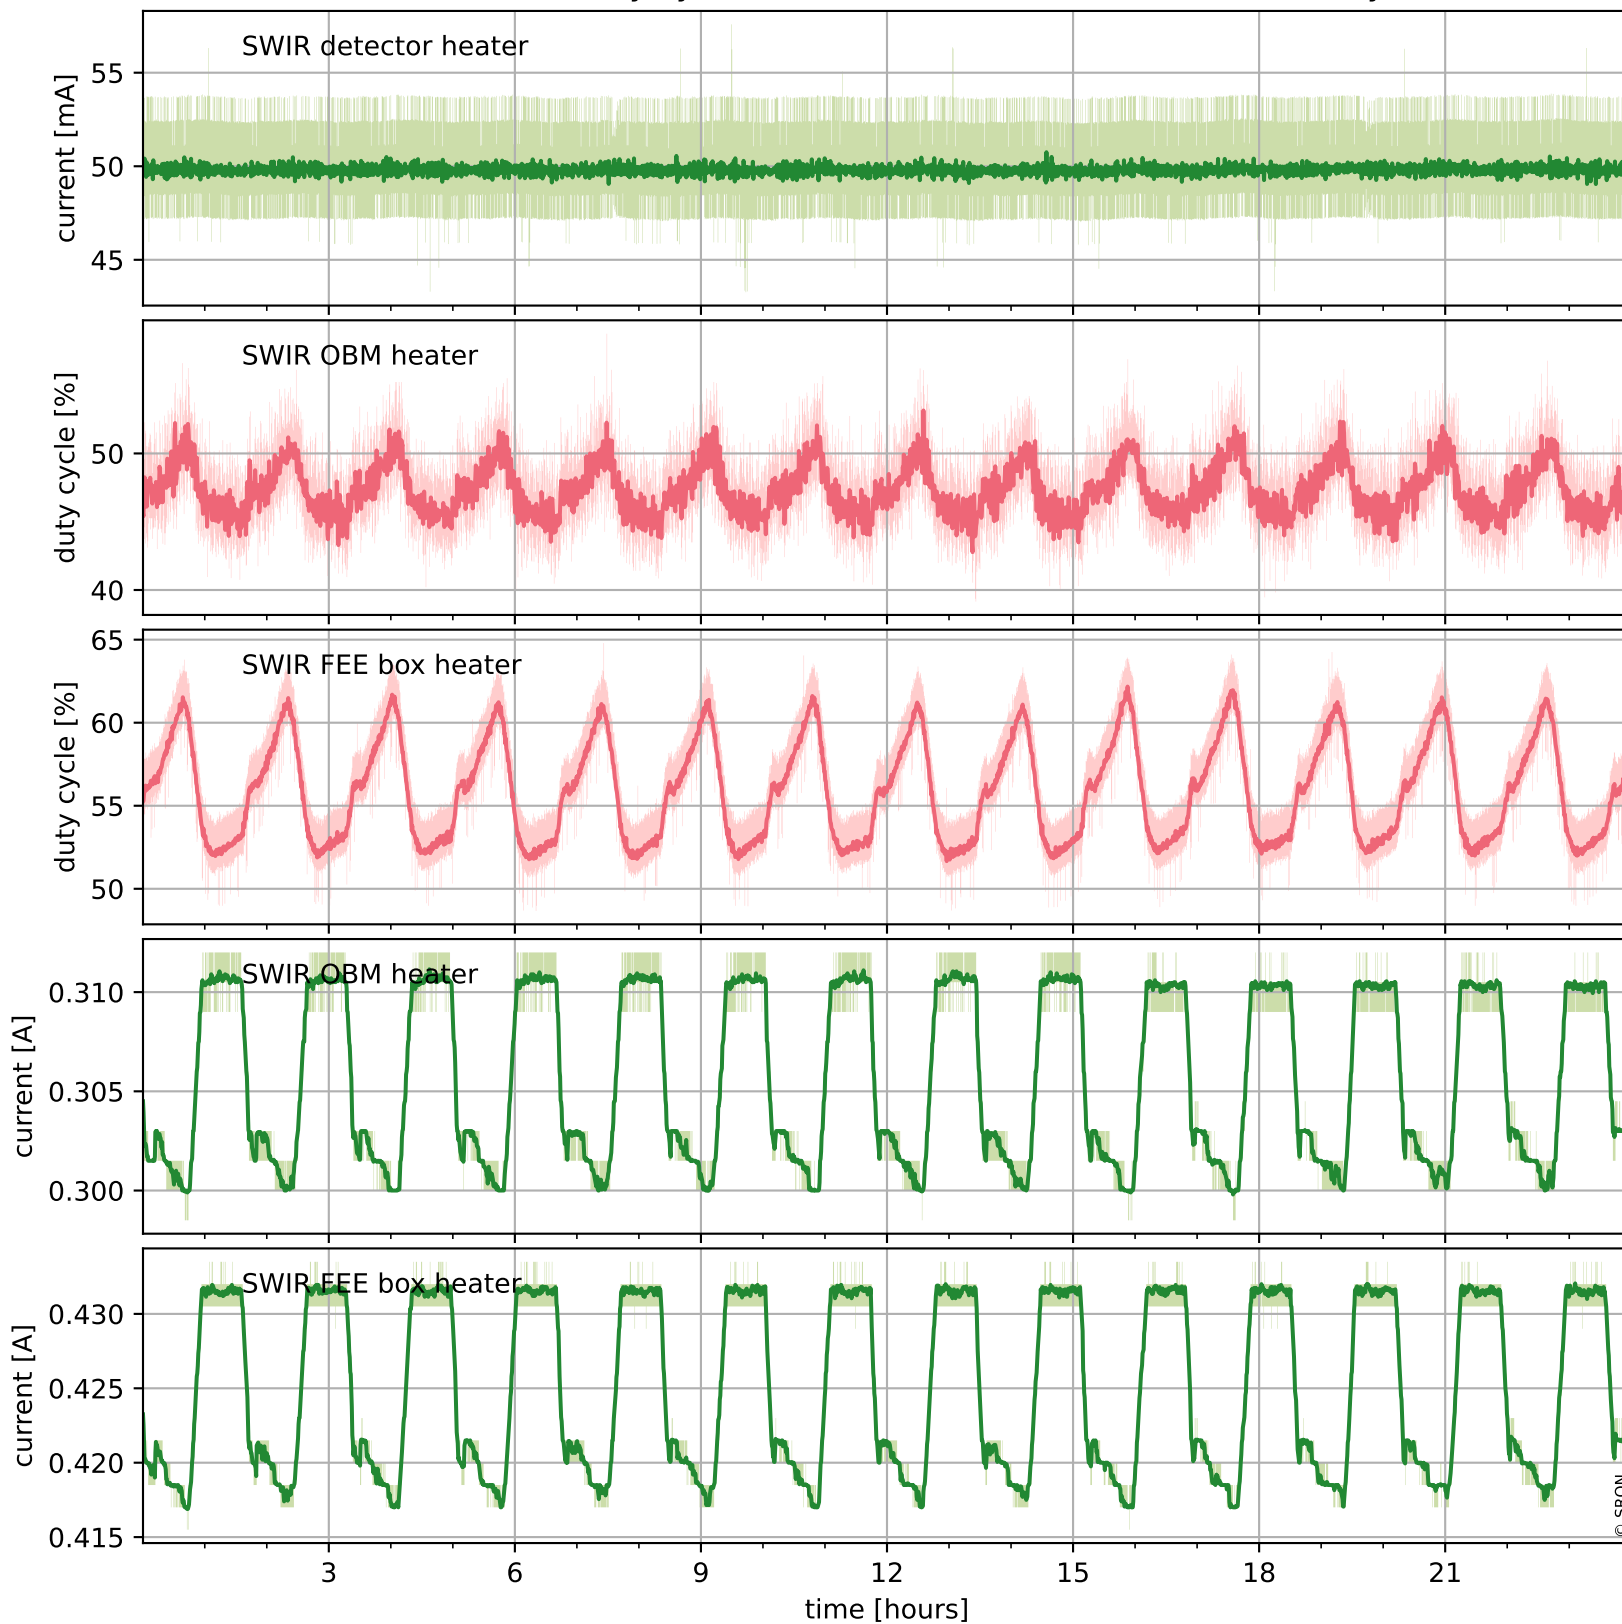 SWIR detector heater
55
50
45
current [mA]
SWIR OBM heater
50
40
duty cycle [%]
65
SWIR FEE box heater
60
55
50
duty cycle [%]
SWIR OBM heater
0.310
0.305
0.300
current [A]
SWIR FEE box heater
0.430
0.425
0.420
0.415
current [A]
© SRON
3 6 9 12 15 18 21
time [hours]